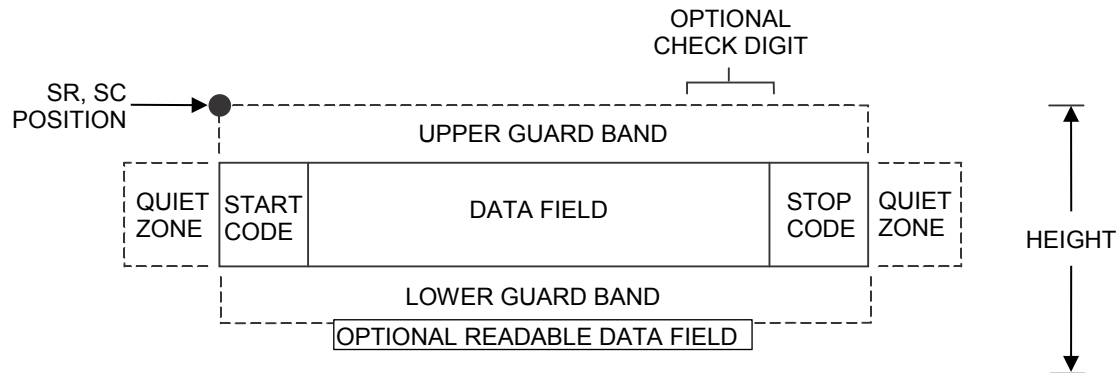 OPTIONAL
CHECK DIGIT
SR, SC
POSITION
UPPER GUARD BAND
QUIET
ZONE
START
CODE
DATA FIELD
STOP
CODE
QUIET
ZONE
HEIGHT
LOWER GUARD BAND
OPTIONAL READABLE DATA FIELD